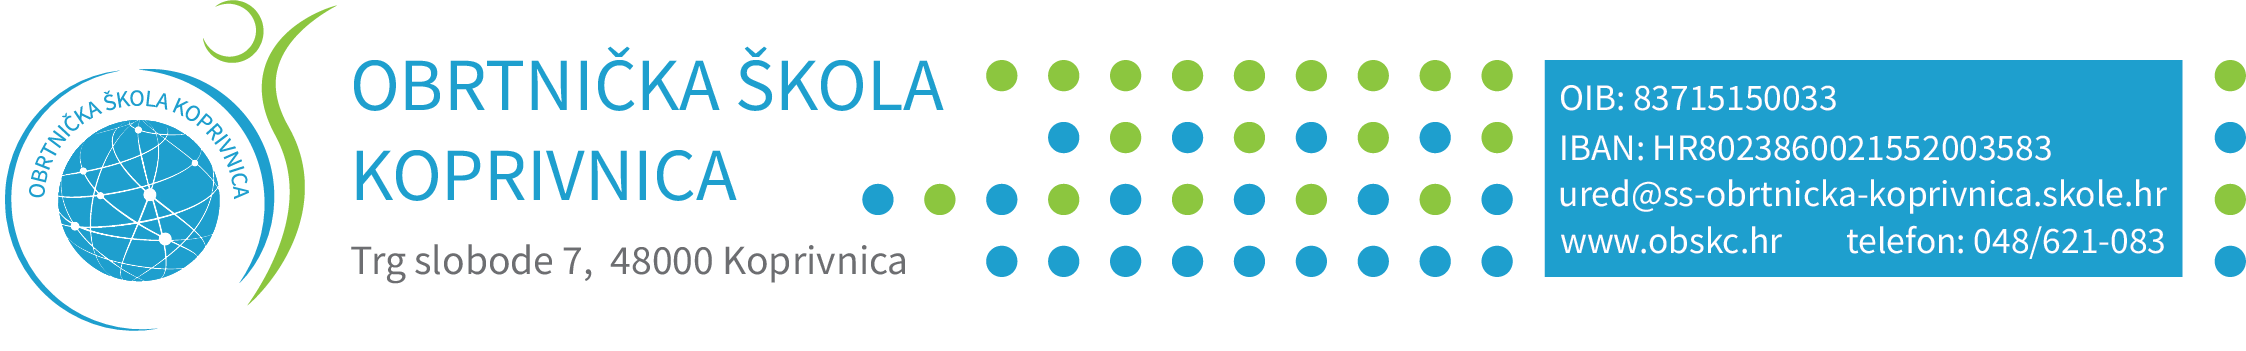 OBRTNIČKA ŠKOLA KOPRIVNICA
OBRTNIČKA ŠKOLA
KOPRIVNICA
Trg slobode 7, 48000 Koprivnica
OIB: 83715150033
IBAN: HR8023860021552003583
ured@ss-obrtnicka-koprivnica.skole.hr
www.obskc.hr telefon: 048/621-083